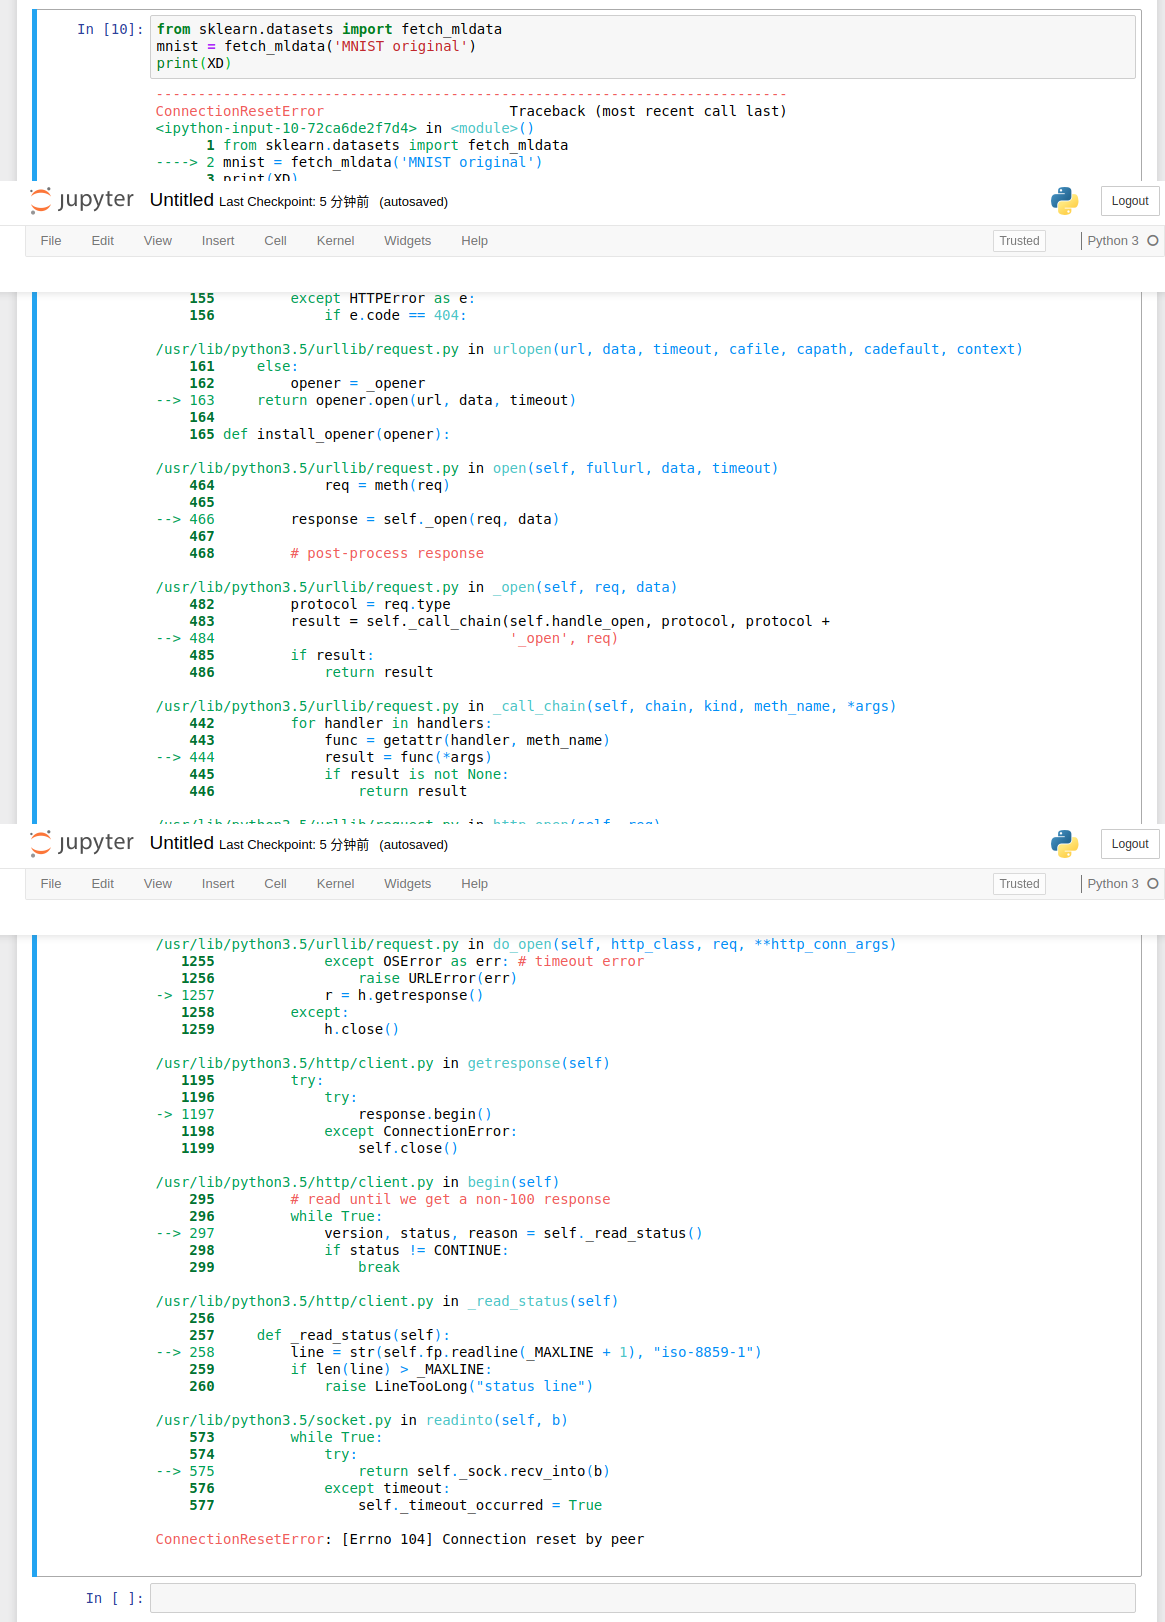 In [10]: from sklearn.datasets import fetch_mldata
mnist = fetch_mldata('MNIST original')
print(XD)
---------------------------------------------------------------------------
ConnectionResetError                      Traceback (most recent call last)
<ipython-input-10-72ca6de2f7d4> in <module>()
      1 from sklearn.datasets import fetch_mldata
----> 2 mnist = fetch_mldata('MNIST original')
      3 print(XD)
jupyter Untitled Last Checkpoint: 5 分钟前 (autosaved) Logout
File Edit View Insert Cell Kernel Widgets Help Trusted Python 3
    155         except HTTPError as e:
    156             if e.code == 404:
/usr/lib/python3.5/urllib/request.py in urlopen(url, data, timeout, cafile, capath, cadefault, context)
    161     else:
    162         opener = _opener
--> 163     return opener.open(url, data, timeout)
    164
    165 def install_opener(opener):
/usr/lib/python3.5/urllib/request.py in open(self, fullurl, data, timeout)
    464             req = meth(req)
    465
--> 466         response = self._open(req, data)
    467
    468         # post-process response
/usr/lib/python3.5/urllib/request.py in _open(self, req, data)
    482         protocol = req.type
    483         result = self._call_chain(self.handle_open, protocol, protocol +
--> 484                                   '_open', req)
    485         if result:
    486             return result
/usr/lib/python3.5/urllib/request.py in _call_chain(self, chain, kind, meth_name, *args)
    442         for handler in handlers:
    443             func = getattr(handler, meth_name)
--> 444             result = func(*args)
    445             if result is not None:
    446                 return result
/usr/lib/python3.5/urllib/request.py in http_open(self, req)
jupyter Untitled Last Checkpoint: 5 分钟前 (autosaved) Logout
File Edit View Insert Cell Kernel Widgets Help Trusted Python 3
/usr/lib/python3.5/urllib/request.py in do_open(self, http_class, req, **http_conn_args)
   1255             except OSError as err: # timeout error
   1256                 raise URLError(err)
-> 1257             r = h.getresponse()
   1258         except:
   1259             h.close()
/usr/lib/python3.5/http/client.py in getresponse(self)
   1195         try:
   1196             try:
-> 1197                 response.begin()
   1198             except ConnectionError:
   1199                 self.close()
/usr/lib/python3.5/http/client.py in begin(self)
    295         # read until we get a non-100 response
    296         while True:
--> 297             version, status, reason = self._read_status()
    298             if status != CONTINUE:
    299                 break
/usr/lib/python3.5/http/client.py in _read_status(self)
    256
    257     def _read_status(self):
--> 258         line = str(self.fp.readline(_MAXLINE + 1), "iso-8859-1")
    259         if len(line) > _MAXLINE:
    260             raise LineTooLong("status line")
/usr/lib/python3.5/socket.py in readinto(self, b)
    573         while True:
    574             try:
--> 575                 return self._sock.recv_into(b)
    576             except timeout:
    577                 self._timeout_occurred = True
ConnectionResetError: [Errno 104] Connection reset by peer
In [ ]: